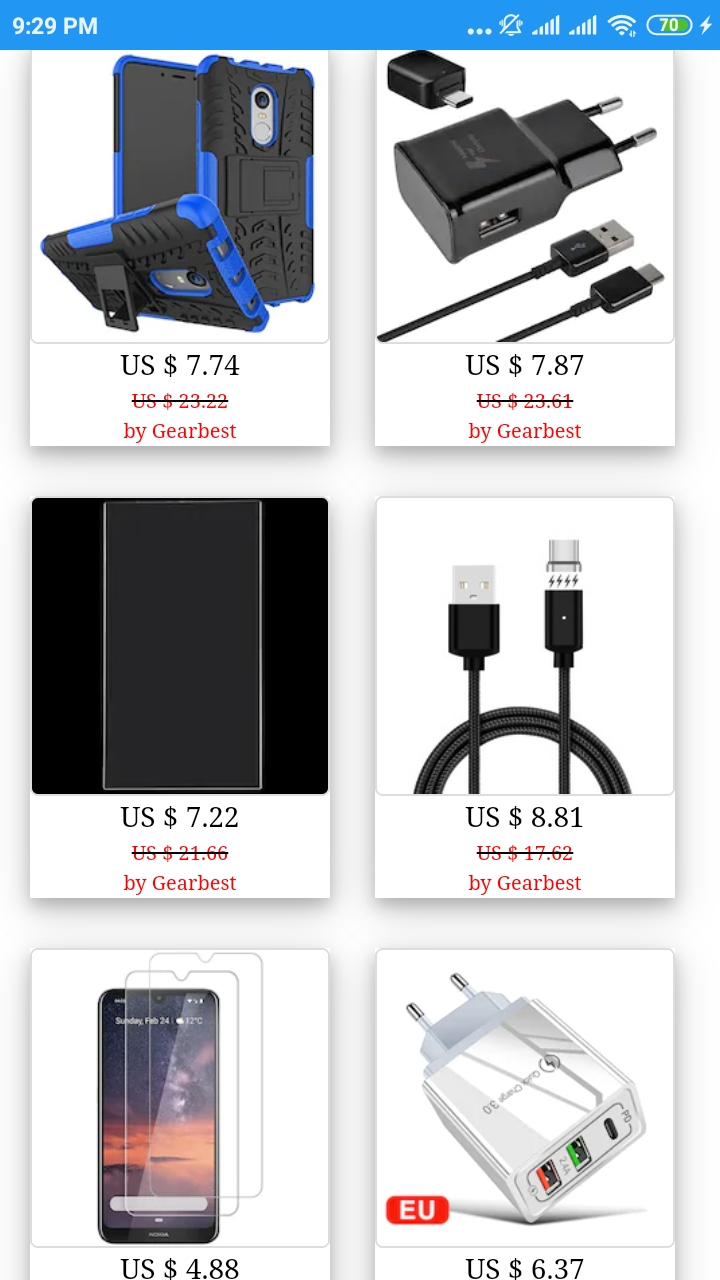 9:29 PM
70
US $ 7.74
US $ 23.22
by Gearbest
US $ 7.87
US $ 23.61
by Gearbest
US $ 7.22
US $ 21.66
by Gearbest
US $ 8.81
US $ 17.62
by Gearbest
Sunday, Feb 24 12°C
NOKIA
US $ 4.88
Quick Charge 3.0
PD
2.4A
EU
US $ 6.37